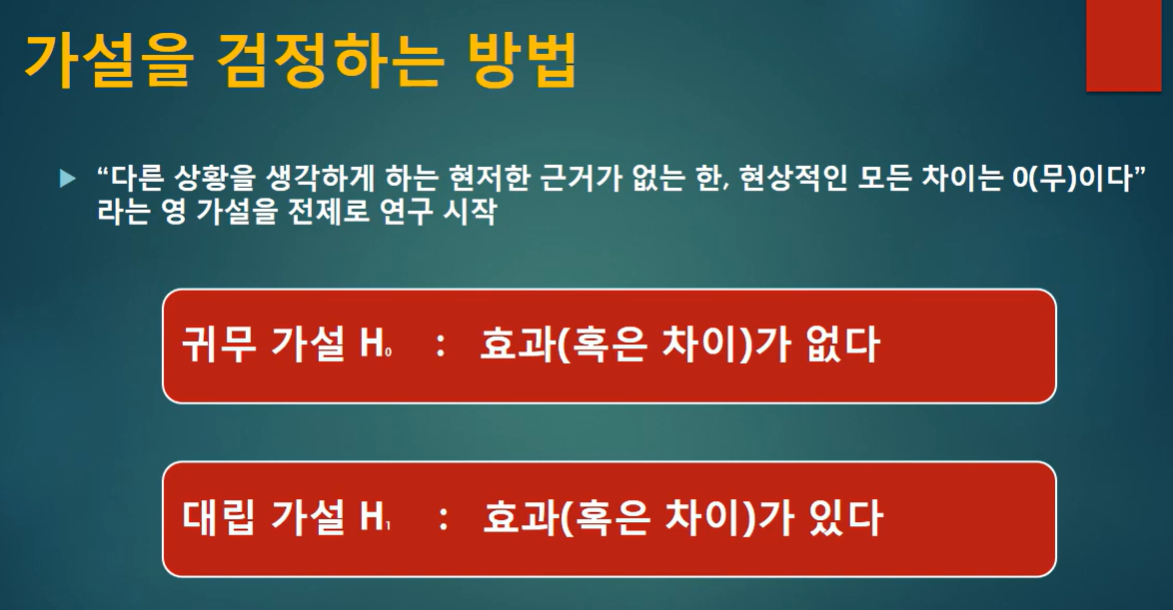 가설을 검정하는 방법
“다른 상황을 생각하게 하는 현저한 근거가 없는 한, 현상적인 모든 차이는 0(무)이다”
라는 영 가설을 전제로 연구 시작
귀무 가설 H₀ : 효과(혹은 차이)가 없다
대립 가설 H₁ : 효과(혹은 차이)가 있다